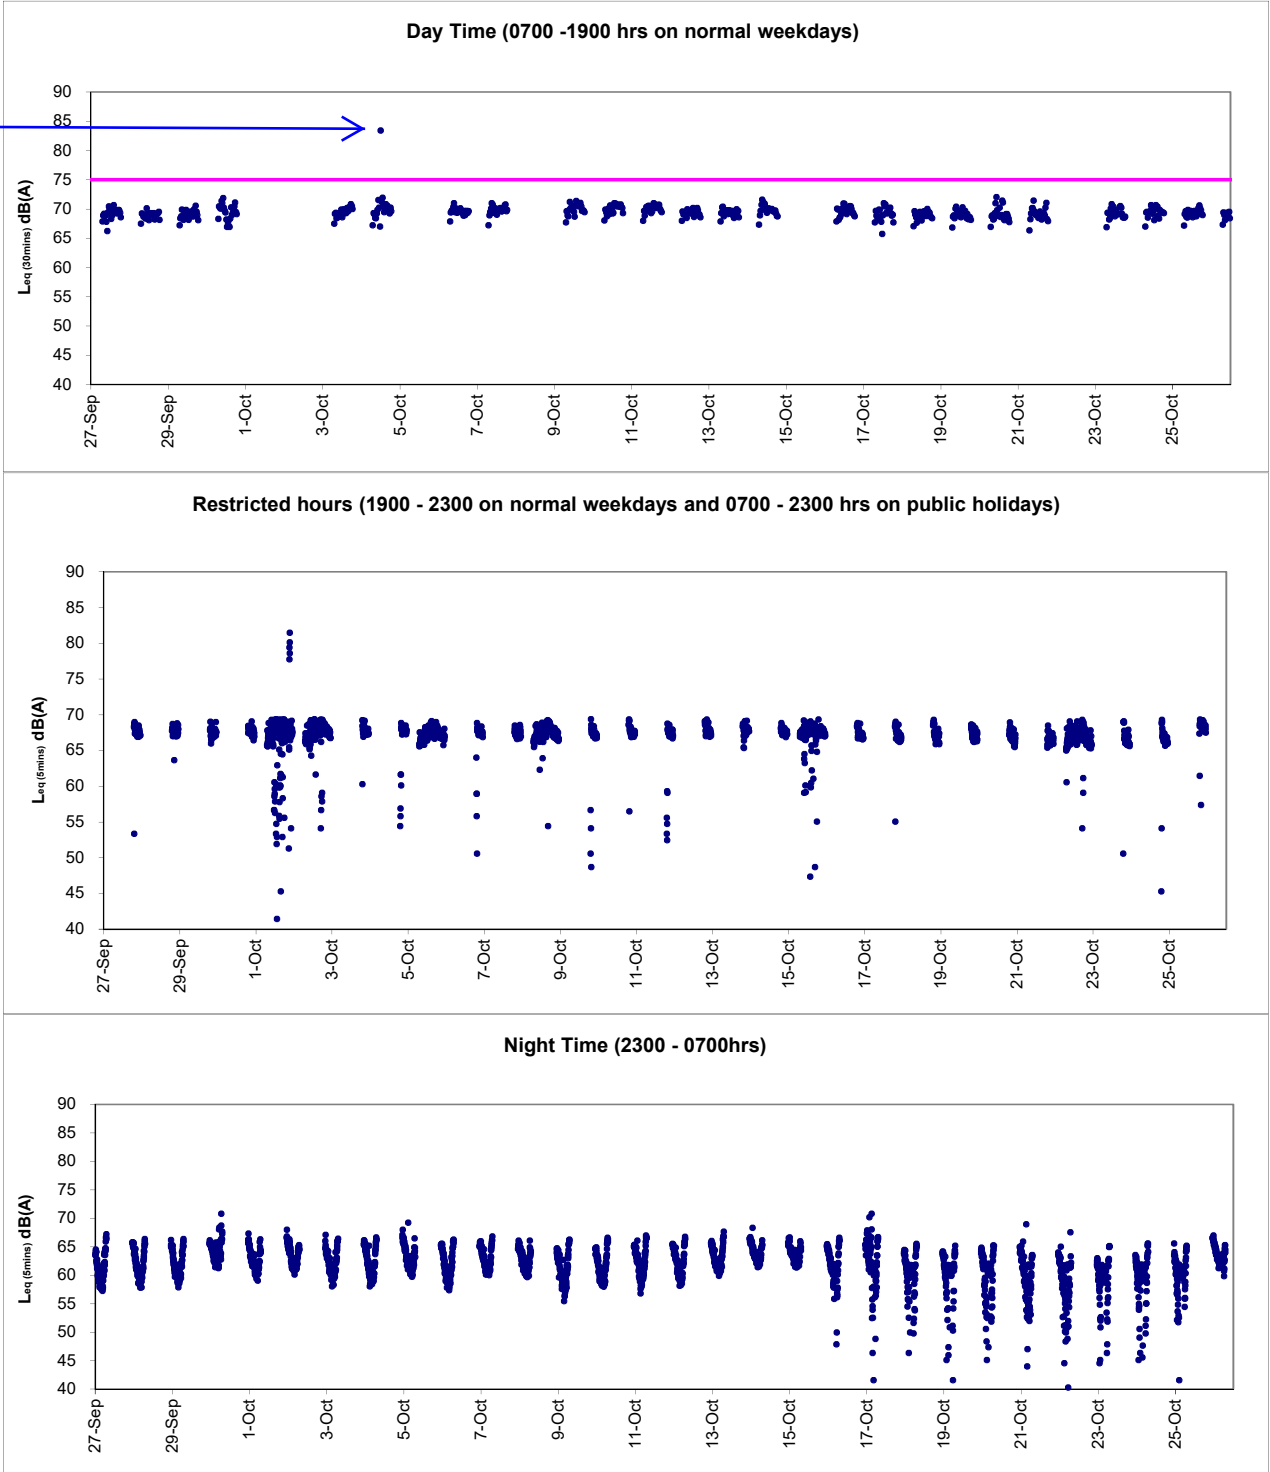 Day Time (0700 -1900 hrs on normal weekdays)
90
85
80
75
70
65
60
55
50
45
40
Leq (30mins) dB(A)
27-Sep
29-Sep
1-Oct
3-Oct
5-Oct
7-Oct
9-Oct
11-Oct
13-Oct
15-Oct
17-Oct
19-Oct
21-Oct
23-Oct
25-Oct
Restricted hours (1900 - 2300 on normal weekdays and 0700 - 2300 hrs on public holidays)
90
85
80
75
70
65
60
55
50
45
40
Leq (5mins) dB(A)
27-Sep
29-Sep
1-Oct
3-Oct
5-Oct
7-Oct
9-Oct
11-Oct
13-Oct
15-Oct
17-Oct
19-Oct
21-Oct
23-Oct
25-Oct
Night Time (2300 - 0700hrs)
90
85
80
75
70
65
60
55
50
45
40
Leq (5mins) dB(A)
27-Sep
29-Sep
1-Oct
3-Oct
5-Oct
7-Oct
9-Oct
11-Oct
13-Oct
15-Oct
17-Oct
19-Oct
21-Oct
23-Oct
25-Oct